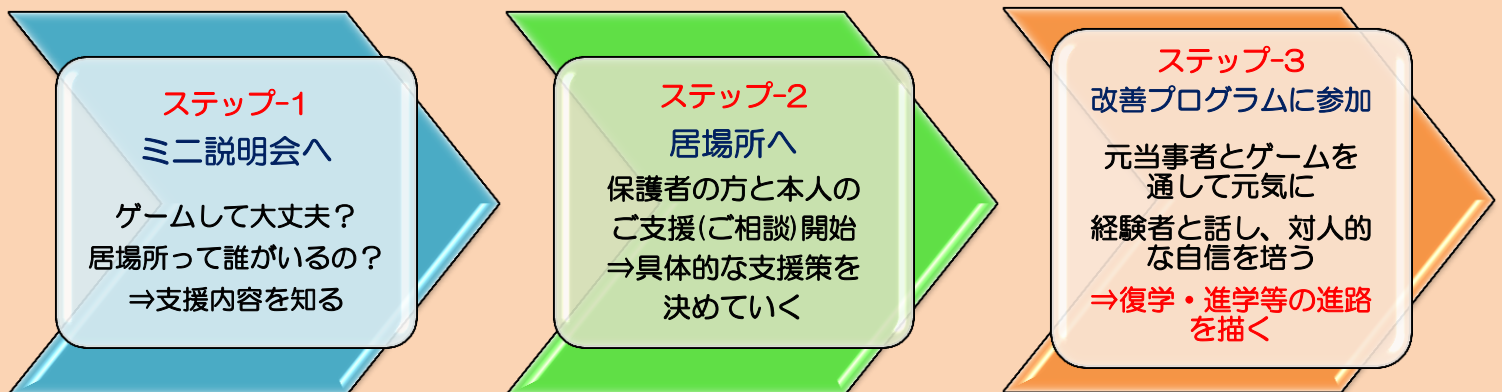 ステップ-1
ミニ説明会へ
ゲームして大丈夫？
居場所って誰がいるの？
⇒支援内容を知る
ステップ-2
居場所へ
保護者の方と本人の
ご支援(ご相談)開始
⇒具体的な支援策を
決めていく
ステップ-3
改善プログラムに参加
元当事者とゲームを
通して元気に
経験者と話し、対人的
な自信を培う
⇒復学・進学等の進路
を描く